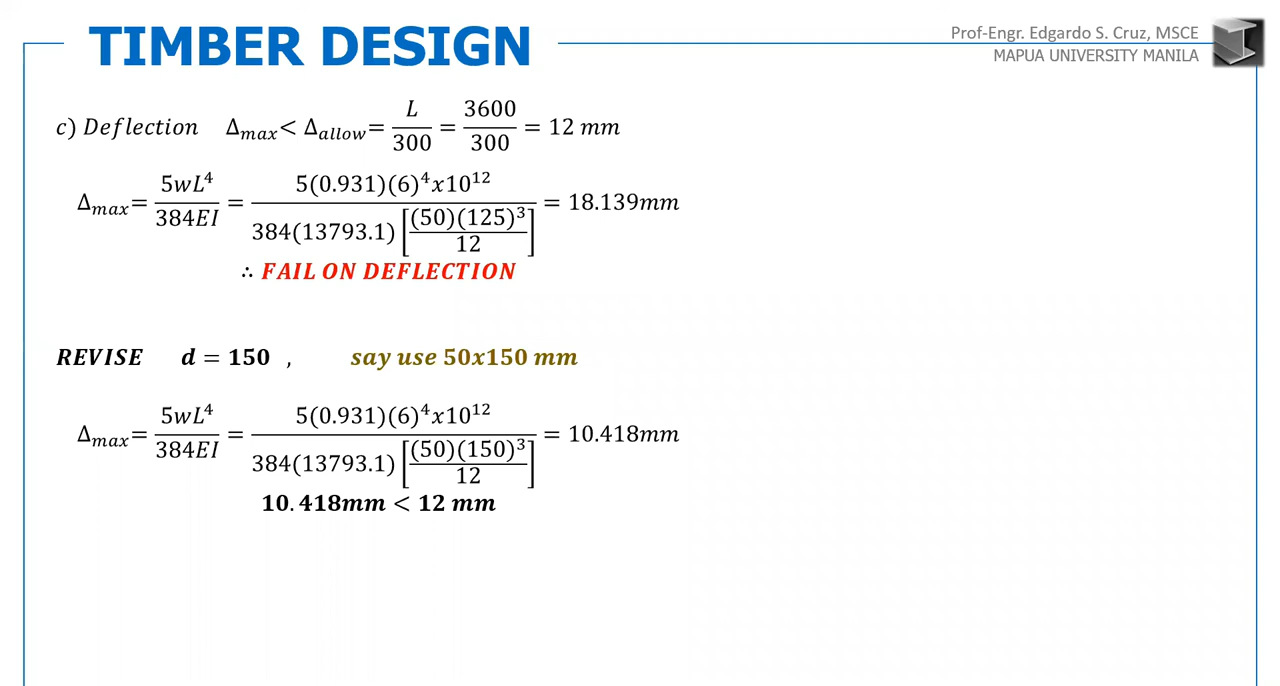 TIMBER DESIGN
Prof-Engr. Edgardo S. Cruz, MSCE
MAPUA UNIVERSITY MANILA
c) Deflection Δmax < Δallow = L/300 = 3600/300 = 12 mm
Δmax = 5wL⁴/384EI = 5(0.931)(6)⁴x10¹²/384(13793.1)[(50)(125)³/12] = 18.139mm
∴ FAIL ON DEFLECTION
REVISE d = 150 , say use 50x150 mm
Δmax = 5wL⁴/384EI = 5(0.931)(6)⁴x10¹²/384(13793.1)[(50)(150)³/12] = 10.418mm
10.418mm < 12 mm